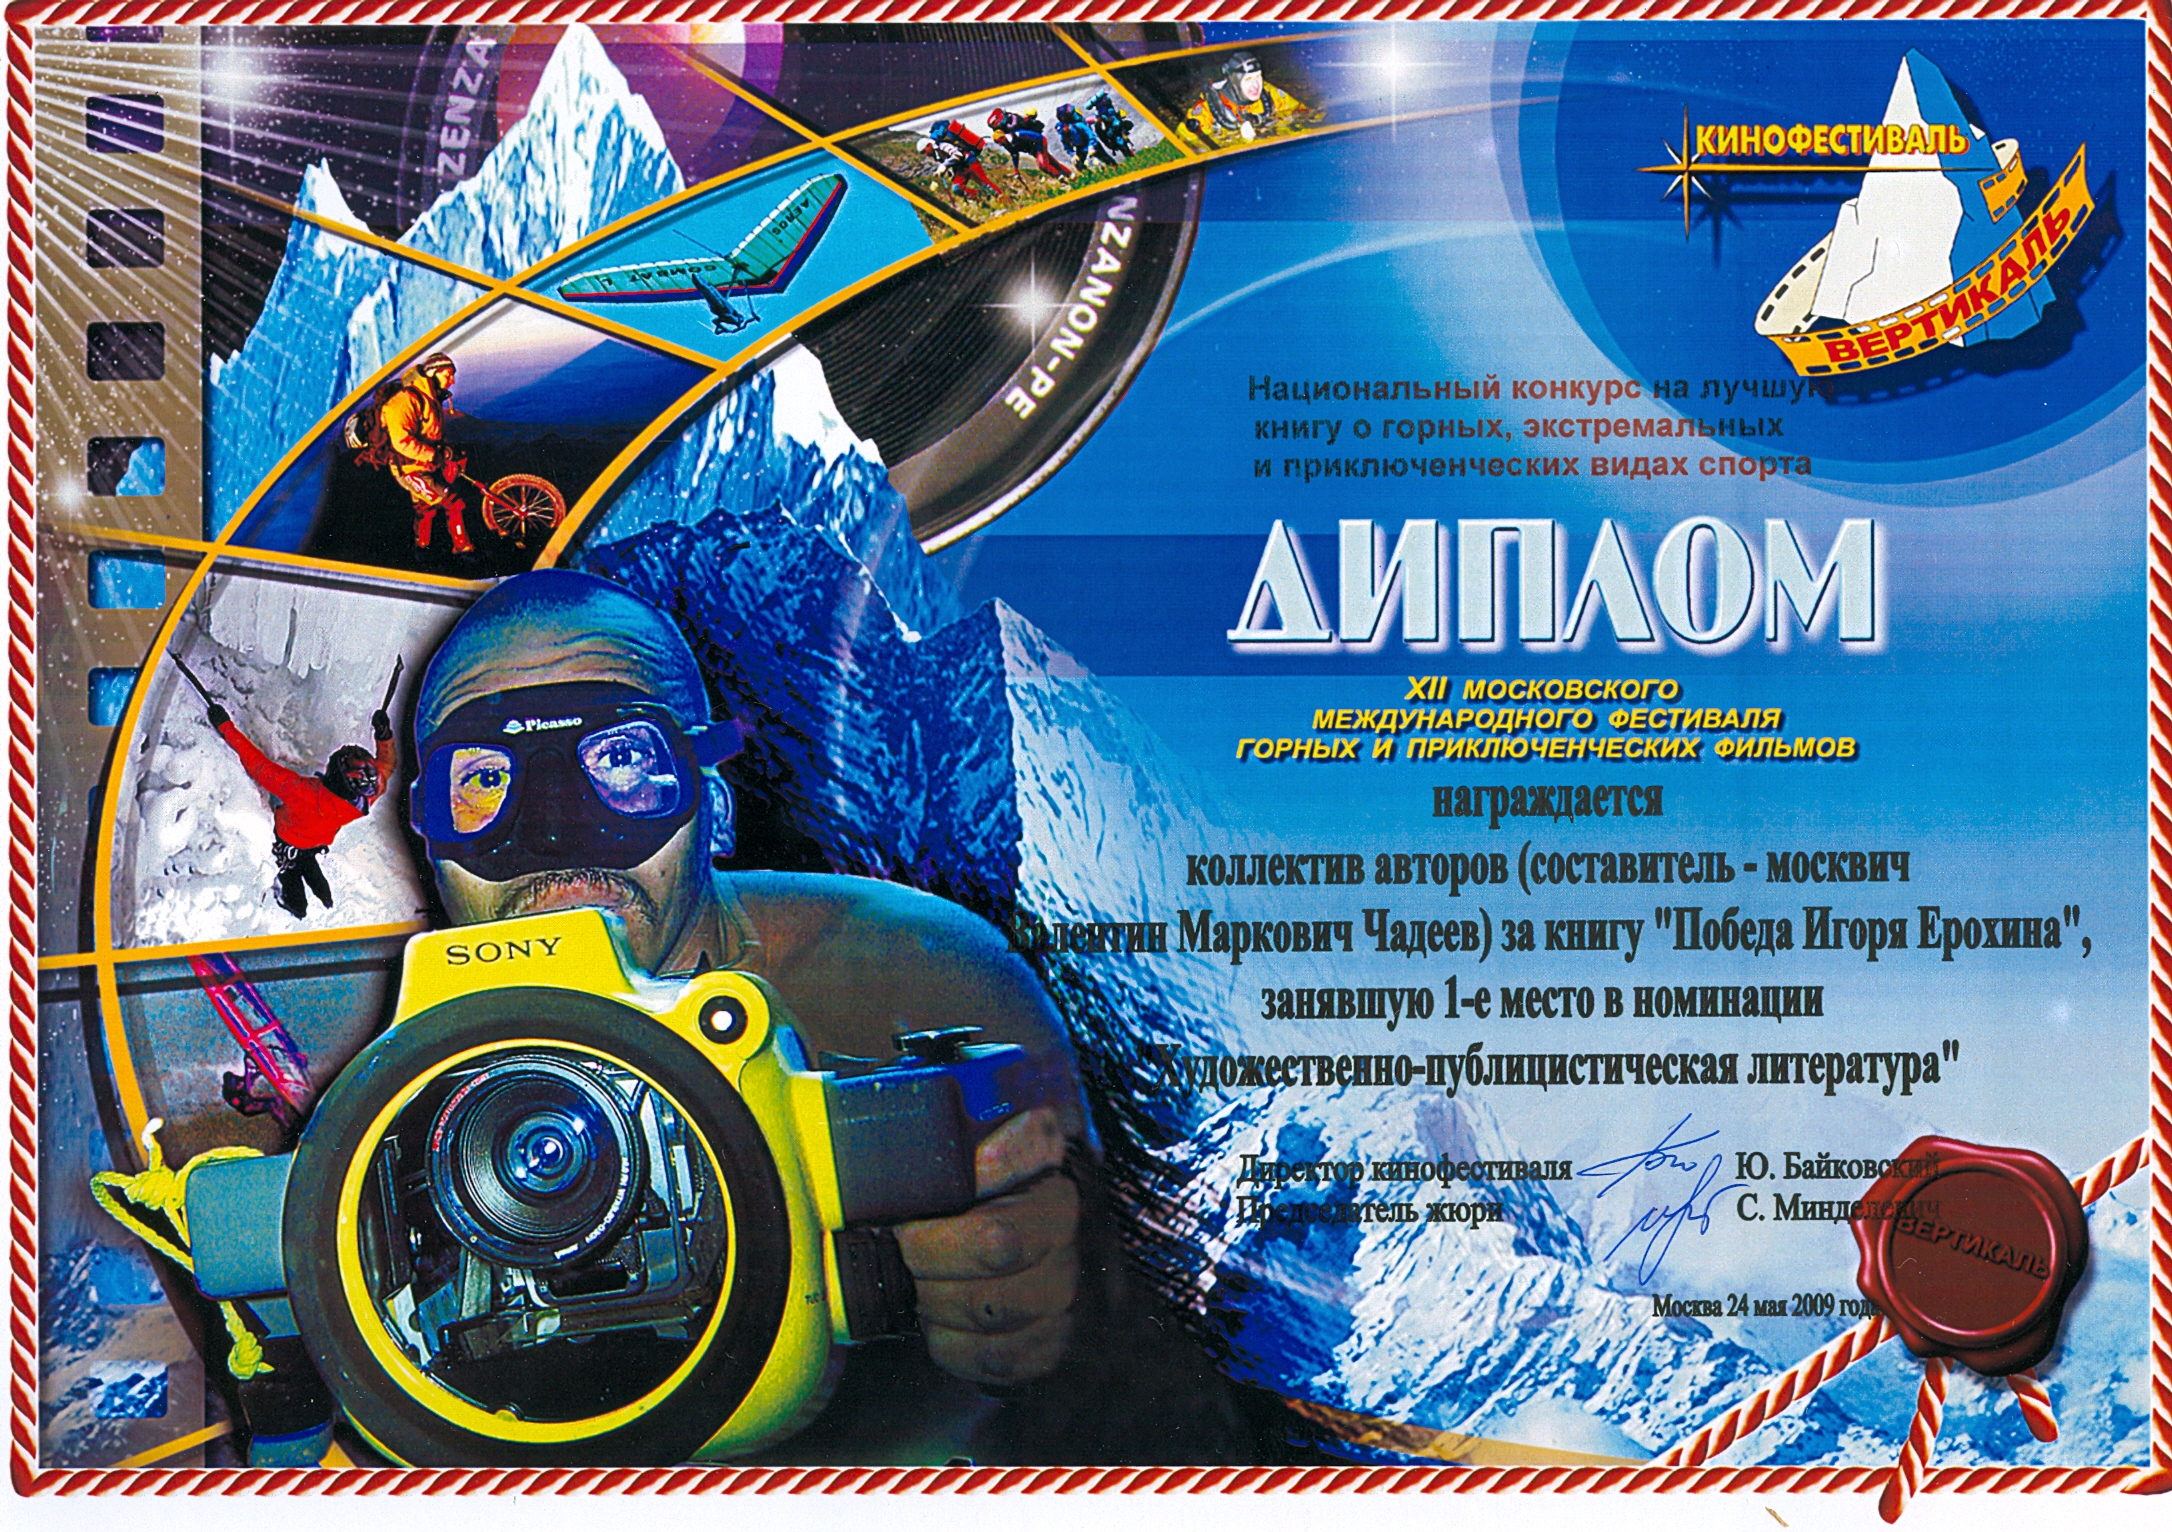 ZENZA
NZANON-PE
AEROS
COMBAT
КИНОФЕСТИВАЛЬ
ВЕРТИКАЛЬ
Национальный конкурс на лучшую
книгу о горных, экстремальных
и приключенческих видах спорта
ДИПЛОМ
XII МОСКОВСКОГО
МЕЖДУНАРОДНОГО ФЕСТИВАЛЯ
ГОРНЫХ И ПРИКЛЮЧЕНЧЕСКИХ ФИЛЬМОВ
награждается
коллектив авторов (составитель - москвич
Валентин Маркович Чадеев) за книгу "Победа Игоря Ерохина",
занявшую 1-е место в номинации
"Художественно-публицистическая литература"
Директор кинофестиваля Ю. Байковский
Председатель жюри С. Минделевич
Москва 24 мая 2009 года
ВЕРТИКАЛЬ
Picasso
SONY